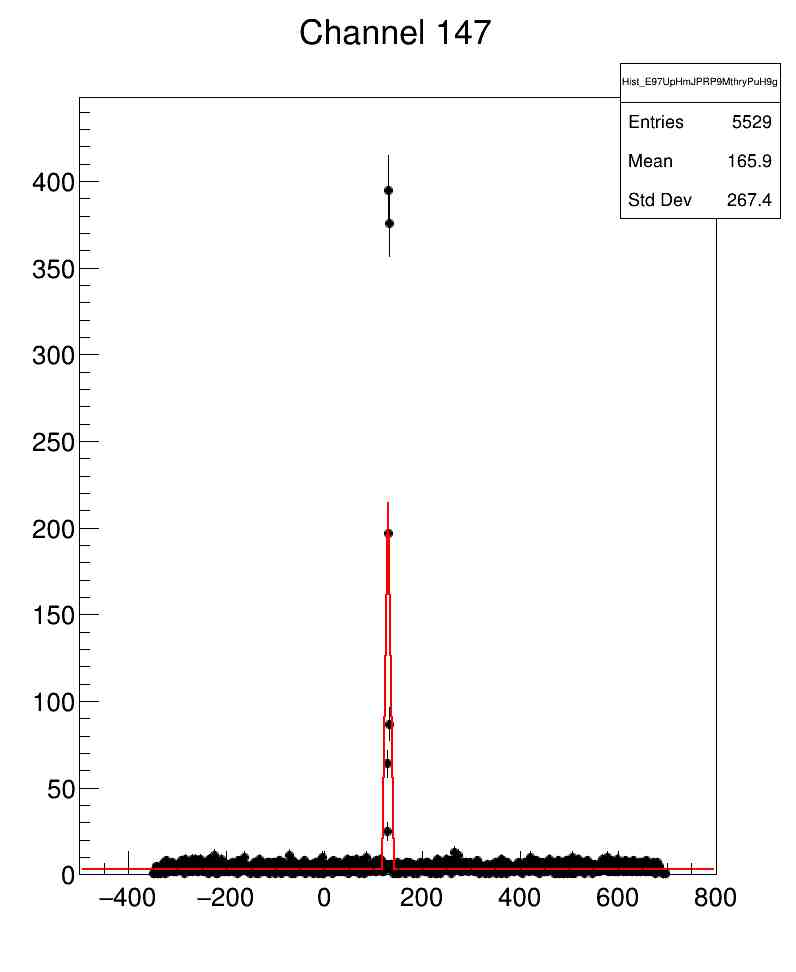 Channel 147
Hist_E97UpHmJPRP9MthryPuH9g
Entries 5529
Mean 165.9
Std Dev 267.4
400
350
300
250
200
150
100
50
0
−400 −200 0 200 400 600 800